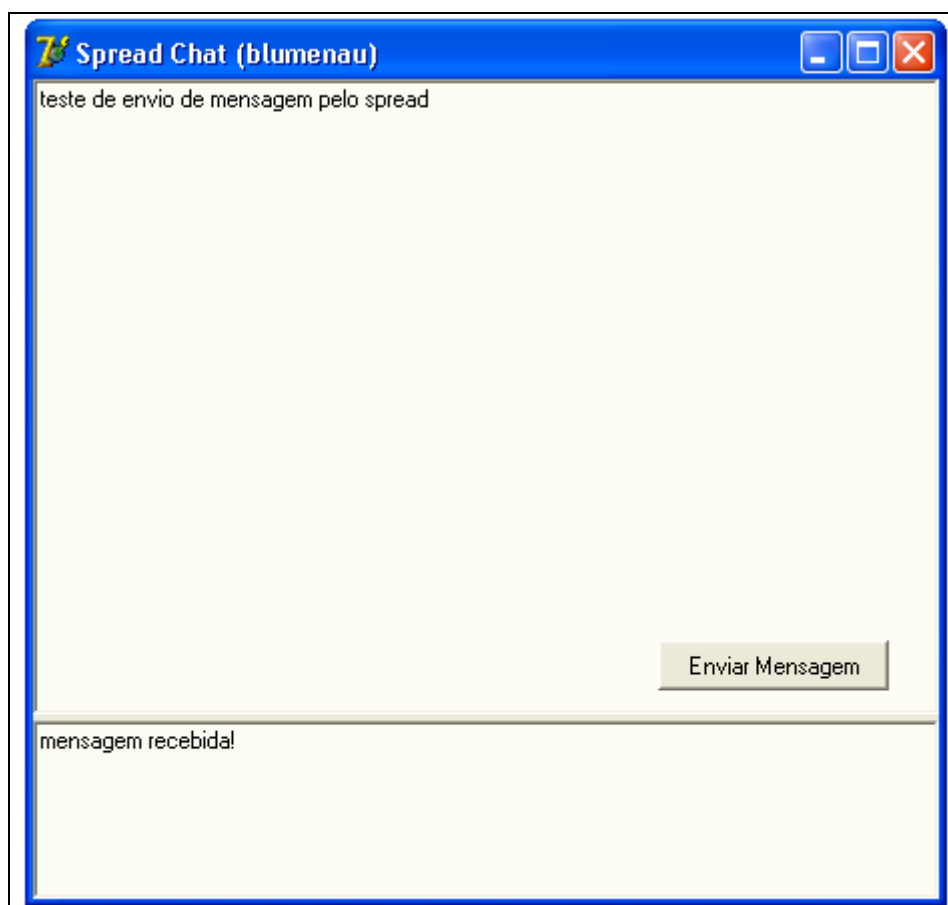 Spread Chat (blumenau)
teste de envio de mensagem pelo spread
Enviar Mensagem
mensagem recebida!